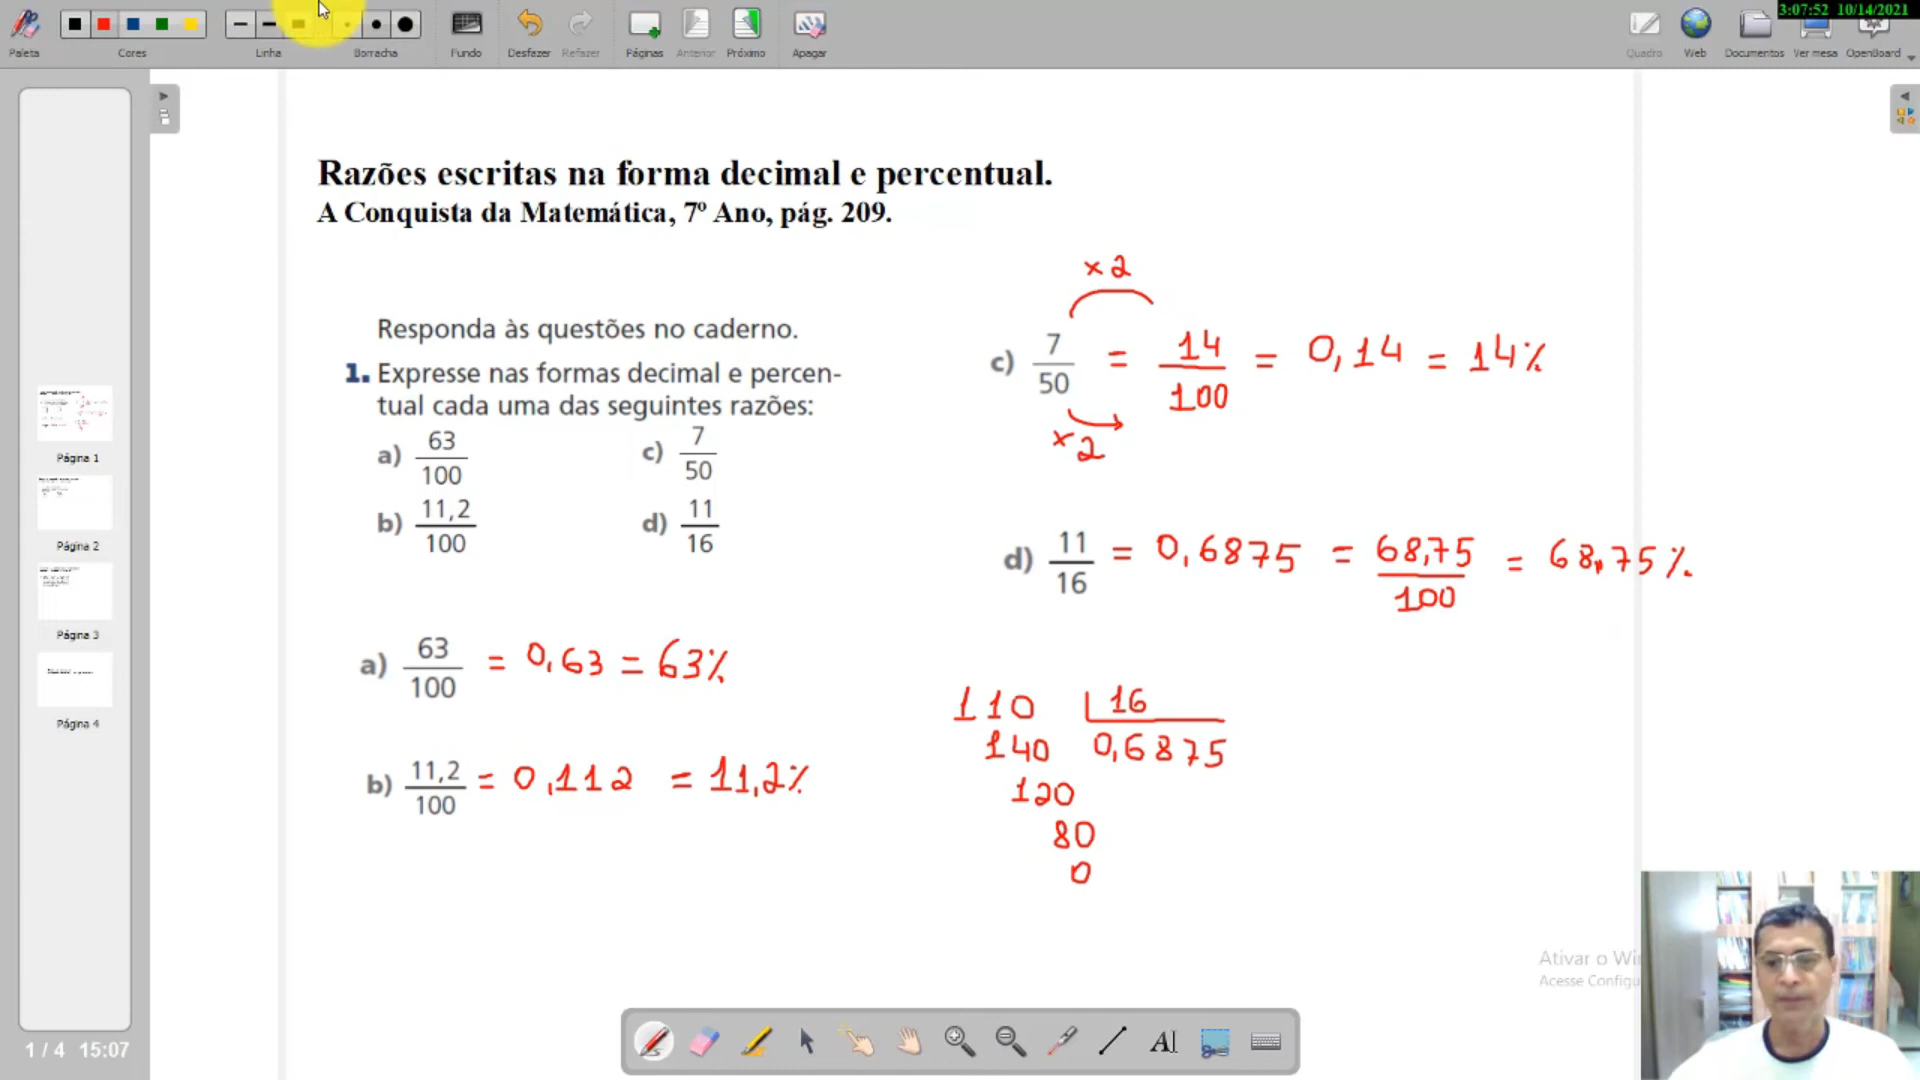 3:07:52 10/14/2021
Paleta Cores Linha Borracha Fundo Desfazer Refazer Páginas Anterior Próximo Apagar Quadro Web Documentos Ver mesa OpenBoard
Razões escritas na forma decimal e percentual.
A Conquista da Matemática, 7º Ano, pág. 209.
Responda às questões no caderno.
1. Expresse nas formas decimal e percen-
tual cada uma das seguintes razões:
a) 63/100
c) 7/50
b) 11,2/100
d) 11/16
a) 63/100 = 0,63 = 63%
b) 11,2/100 = 0,112 = 11,2%
×2
c) 7/50 = 14/100 = 0,14 = 14%
×2
d) 11/16 = 0,6875 = 68,75/100 = 68,75%
110 16
140 0,6875
120
80
0
Página 1
Página 2
Página 3
Página 4
1 / 4 15:07
Ativar o Wi
Acesse Configu
AI